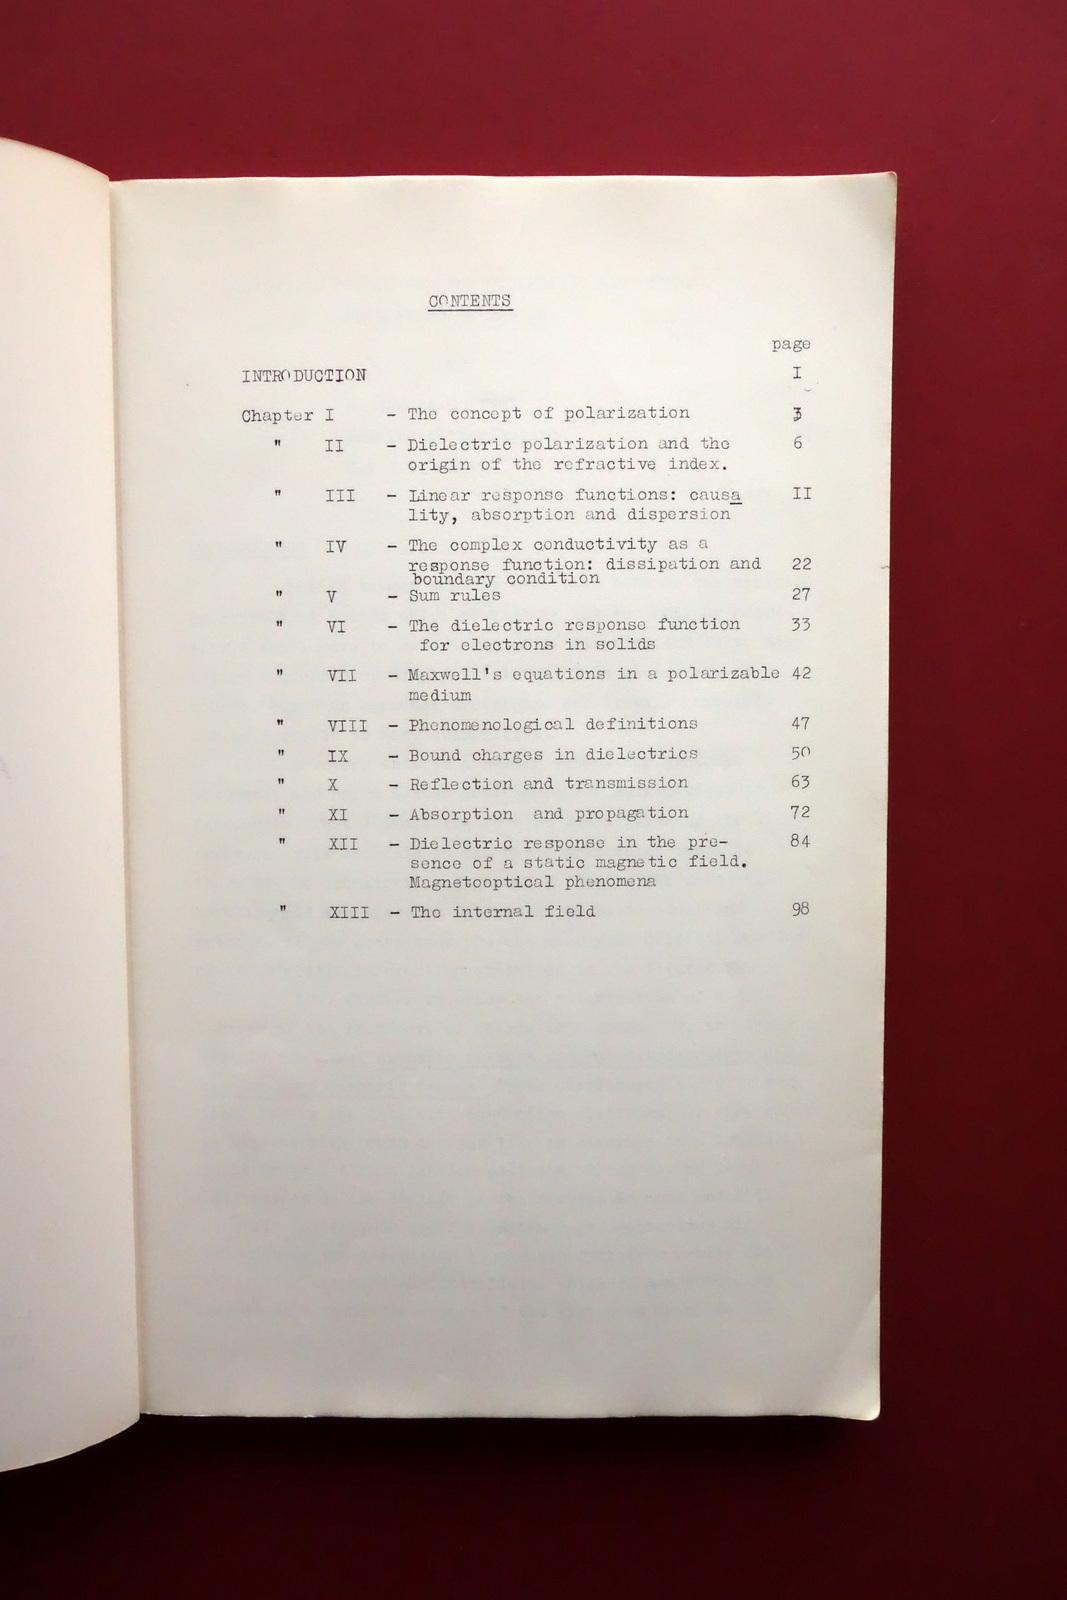 CONTENTS
page
INTRODUCTION I
Chapter I - The concept of polarization 3
" II - Dielectric polarization and the 6
origin of the refractive index.
" III - Linear response functions: causa II
lity, absorption and dispersion
" IV - The complex conductivity as a
response function: dissipation and 22
boundary condition
" V - Sum rules 27
" VI - The dielectric response function 33
for electrons in solids
" VII - Maxwell's equations in a polarizable 42
medium
" VIII - Phenomenological definitions 47
" IX - Bound charges in dielectrics 50
" X - Reflection and transmission 63
" XI - Absorption and propagation 72
" XII - Dielectric response in the pre- 84
sence of a static magnetic field.
Magnetooptical phenomena
" XIII - The internal field 98